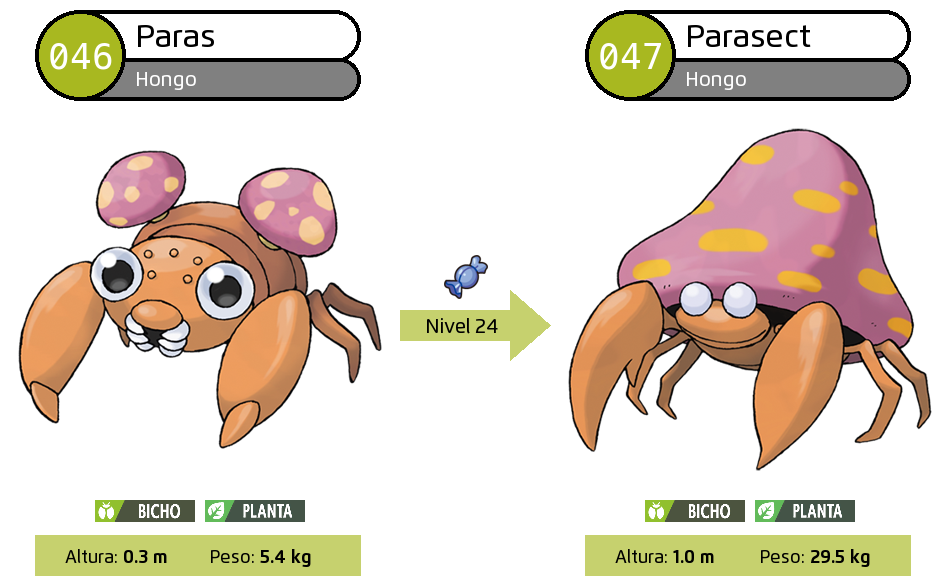 046
Paras
Hongo
047
Parasect
Hongo
Nivel 24
BICHO
PLANTA
BICHO
PLANTA
Altura: 0.3 m
Peso: 5.4 kg
Altura: 1.0 m
Peso: 29.5 kg